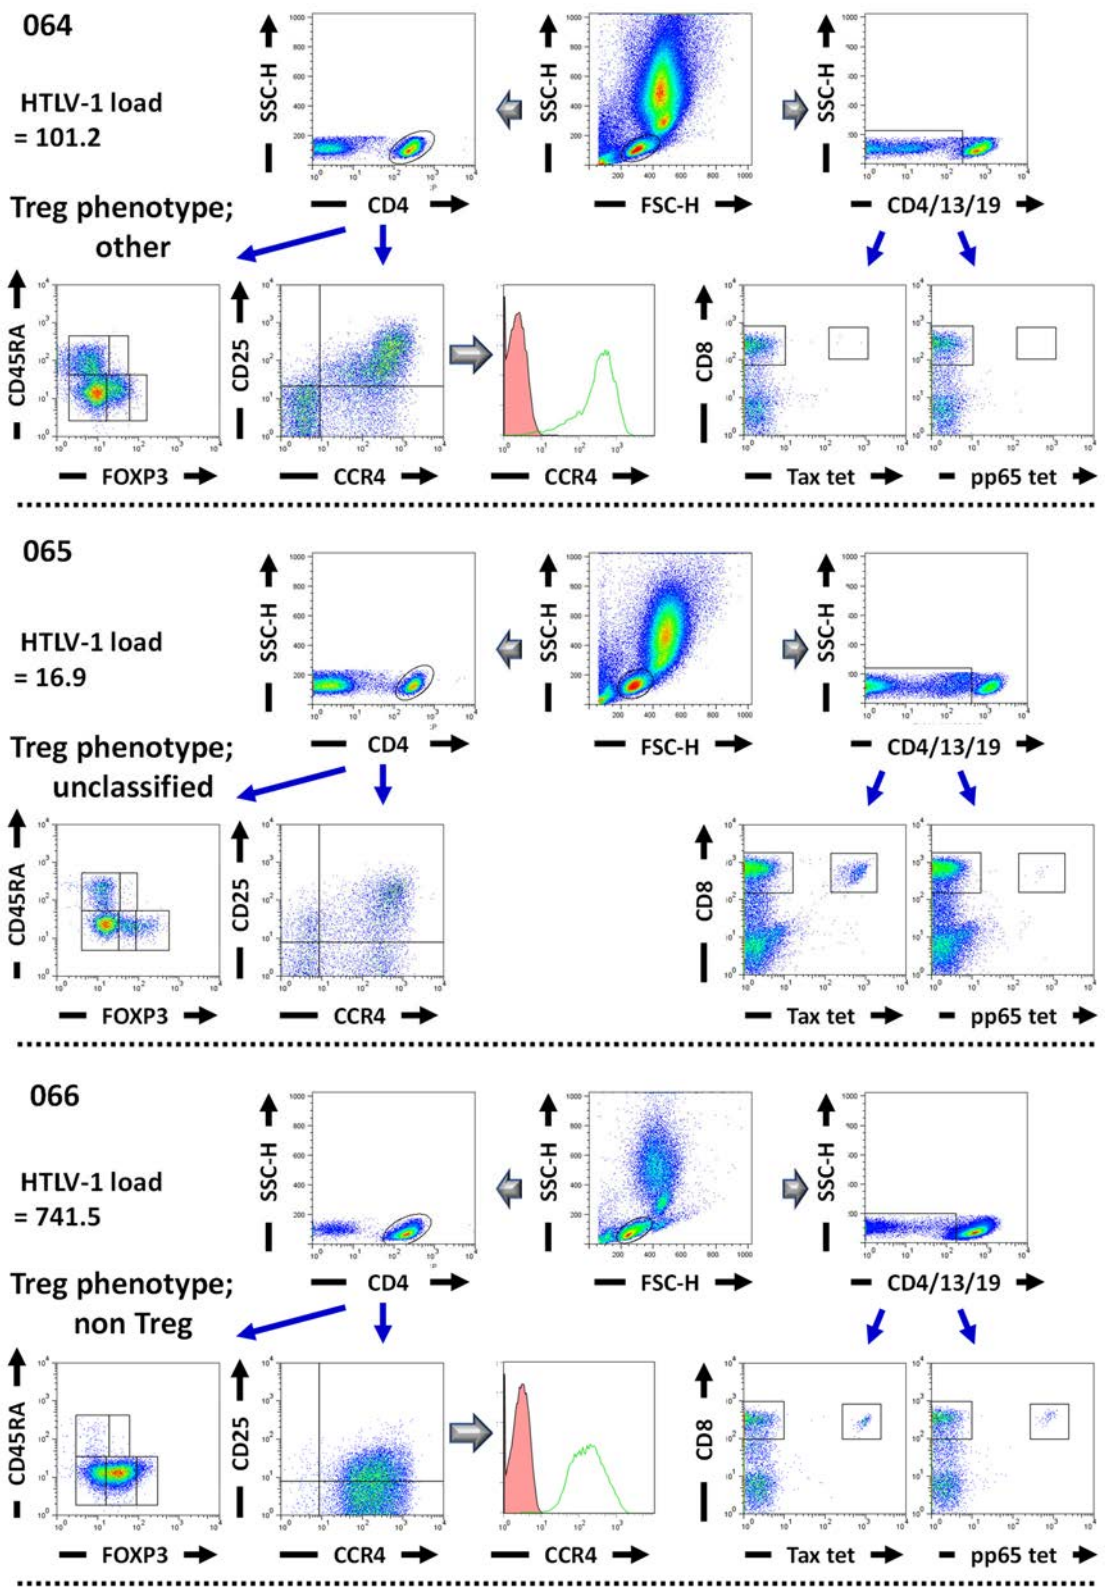 064
HTLV-1 load
= 101.2
Treg phenotype;
other
SSC-H
CD4
SSC-H
FSC-H
SSC-H
CD4/13/19
CD45RA
FOXP3
CD25
CCR4
CCR4
CD8
Tax tet
pp65 tet
065
HTLV-1 load
= 16.9
Treg phenotype;
unclassified
SSC-H
CD4
SSC-H
FSC-H
SSC-H
CD4/13/19
CD45RA
FOXP3
CD25
CCR4
CD8
Tax tet
pp65 tet
066
HTLV-1 load
= 741.5
Treg phenotype;
non Treg
SSC-H
CD4
SSC-H
FSC-H
SSC-H
CD4/13/19
CD45RA
FOXP3
CD25
CCR4
CCR4
CD8
Tax tet
pp65 tet